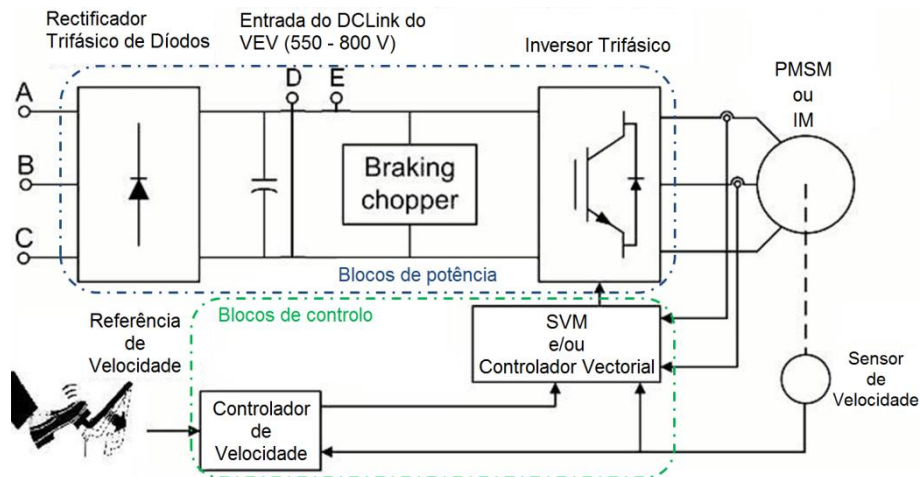 Rectificador
Trifásico de Díodos
Entrada do DCLink do
VEV (550 - 800 V)
Inversor Trifásico
PMSM
ou
IM
D
E
A
B
C
Braking
chopper
Blocos de potência
Blocos de controlo
Referência
de
Velocidade
SVM
e/ou
Controlador Vectorial
Sensor
de
Velocidade
Controlador
de
Velocidade